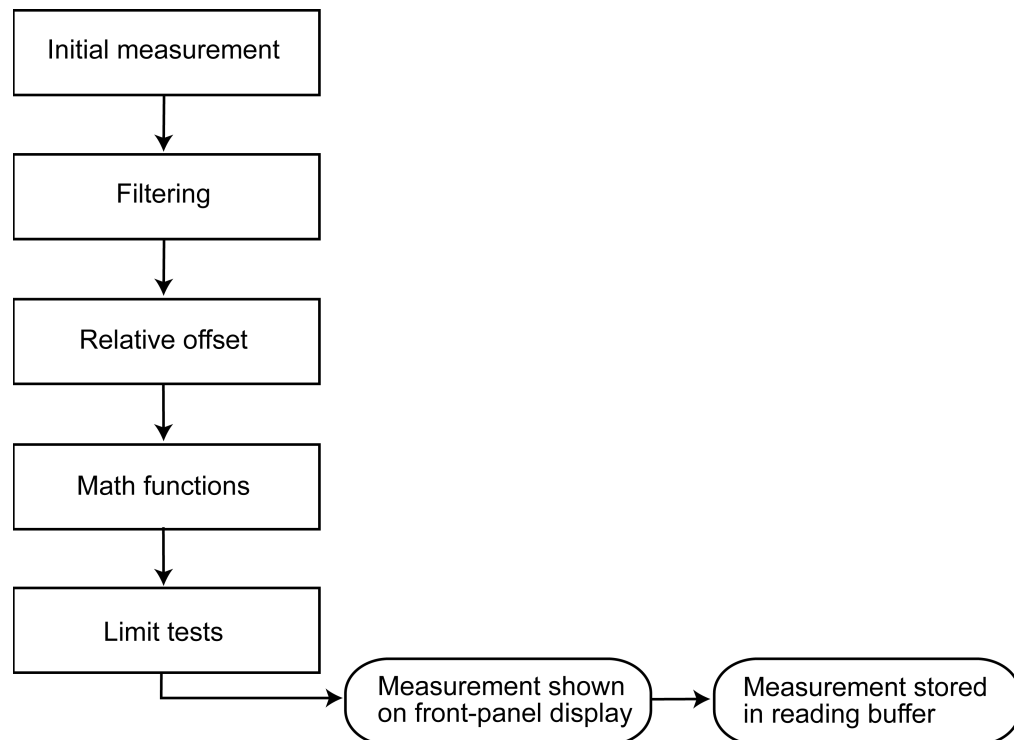 Initial measurement
Filtering
Relative offset
Math functions
Limit tests
Measurement shown
on front-panel display
Measurement stored
in reading buffer